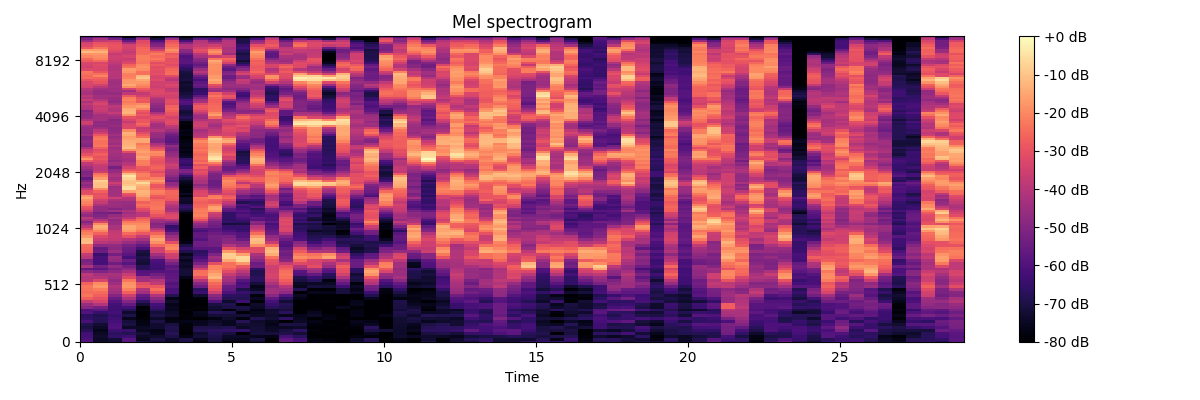 Mel spectrogram
8192
4096
2048
1024
512
0
Hz
0 5 10 15 20 25
Time
+0 dB
-10 dB
-20 dB
-30 dB
-40 dB
-50 dB
-60 dB
-70 dB
-80 dB